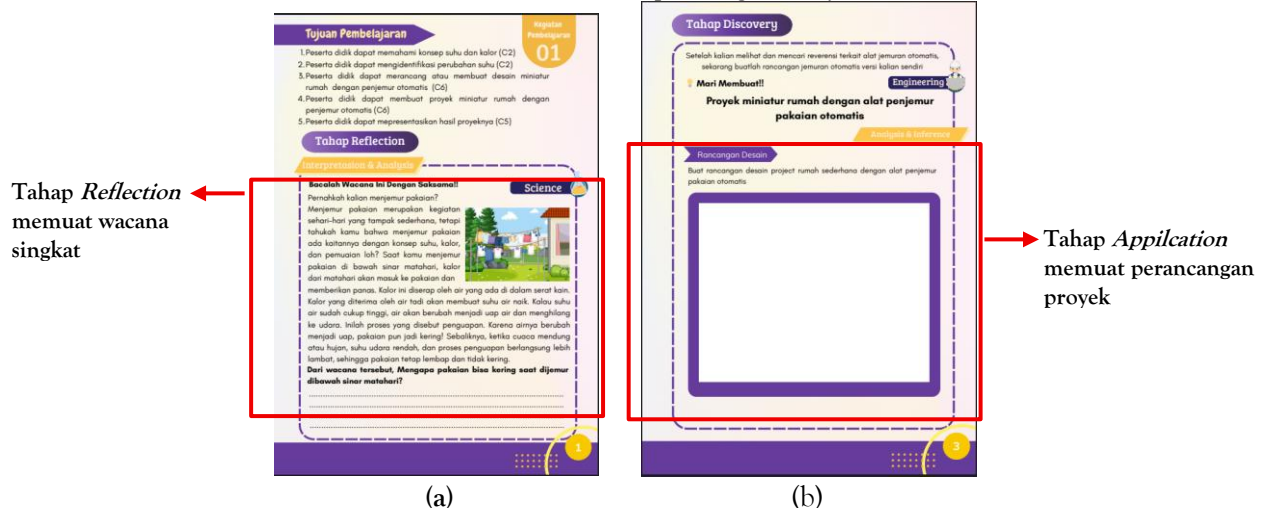 Tujuan Pembelajaran
Kegiatan
Pembelajaran
01
1.Peserta didik dapat memahami konsep suhu dan kalor (C2)
2.Peserta didik dapat mengidentifikasi perubahan suhu (C2)
3.Peserta didik dapat merancang atau membuat desain miniatur
rumah dengan penjemur otomatis (C6)
4.Peserta didik dapat membuat proyek miniatur rumah dengan
penjemur otomatis (C6)
5.Peserta didik dapat mepresentasikan hasil proyeknya (C5)
Tahap Reflection
Interpretasion & Analysis
Bacalah Wacana Ini Dengan Saksama!!
Science
Pernahkah kalian menjemur pakaian?
Menjemur pakaian merupakan kegiatan
sehari-hari yang tampak sederhana, tetapi
tahukah kamu bahwa menjemur pakaian
ada kaitannya dengan konsep suhu, kalor,
dan pemuaian loh? Saat kamu menjemur
pakaian di bawah sinar matahari, kalor
dari matahari akan masuk ke pakaian dan
memberikan panas. Kalor ini diserap oleh air yang ada di dalam serat kain.
Kalor yang diterima oleh air tadi akan membuat suhu air naik. Kalau suhu
air sudah cukup tinggi, air akan berubah menjadi uap air dan menghilang
ke udara. Inilah proses yang disebut penguapan. Karena airnya berubah
menjadi uap, pakaian pun jadi kering! Sebaliknya, ketika cuaca mendung
atau hujan, suhu udara rendah, dan proses penguapan berlangsung lebih
lambat, sehingga pakaian tetap lembap dan tidak kering.
Dari wacana tersebut, Mengapa pakaian bisa kering saat dijemur
dibawah sinar matahari?
1
Tahap Reflection
memuat wacana
singkat
(a)
Tahap Discovery
Setelah kalian melihat dan mencari reverensi terkait alat jemuran otomatis,
sekarang buatlah rancangan jemuran otomatis versi kalian sendiri
Mari Membuat!!
Engineering
Proyek miniatur rumah dengan alat penjemur
pakaian otomatis
Analysis & Inference
Rancangan Desain
Buat rancangan desain project rumah sederhana dengan alat penjemur
pakaian otomatis
3
Tahap Appilcation
memuat perancangan
proyek
(b)